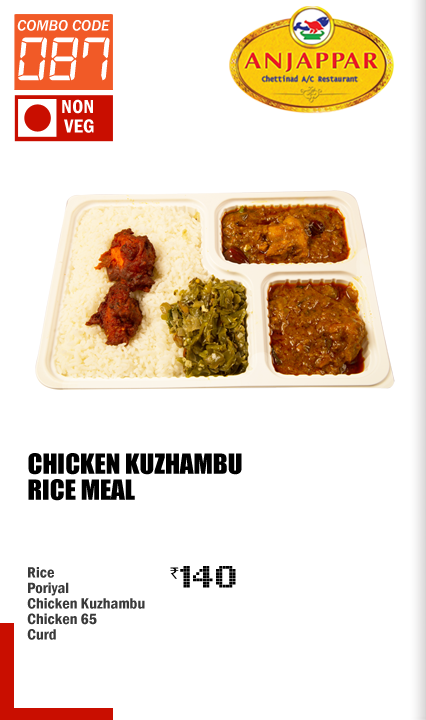 COMBO CODE
087
NON
VEG
ANJAPPAR
Chettinad A/C Restaurant
CHICKEN KUZHAMBU
RICE MEAL
Rice
Poriyal
Chicken Kuzhambu
Chicken 65
Curd
₹140